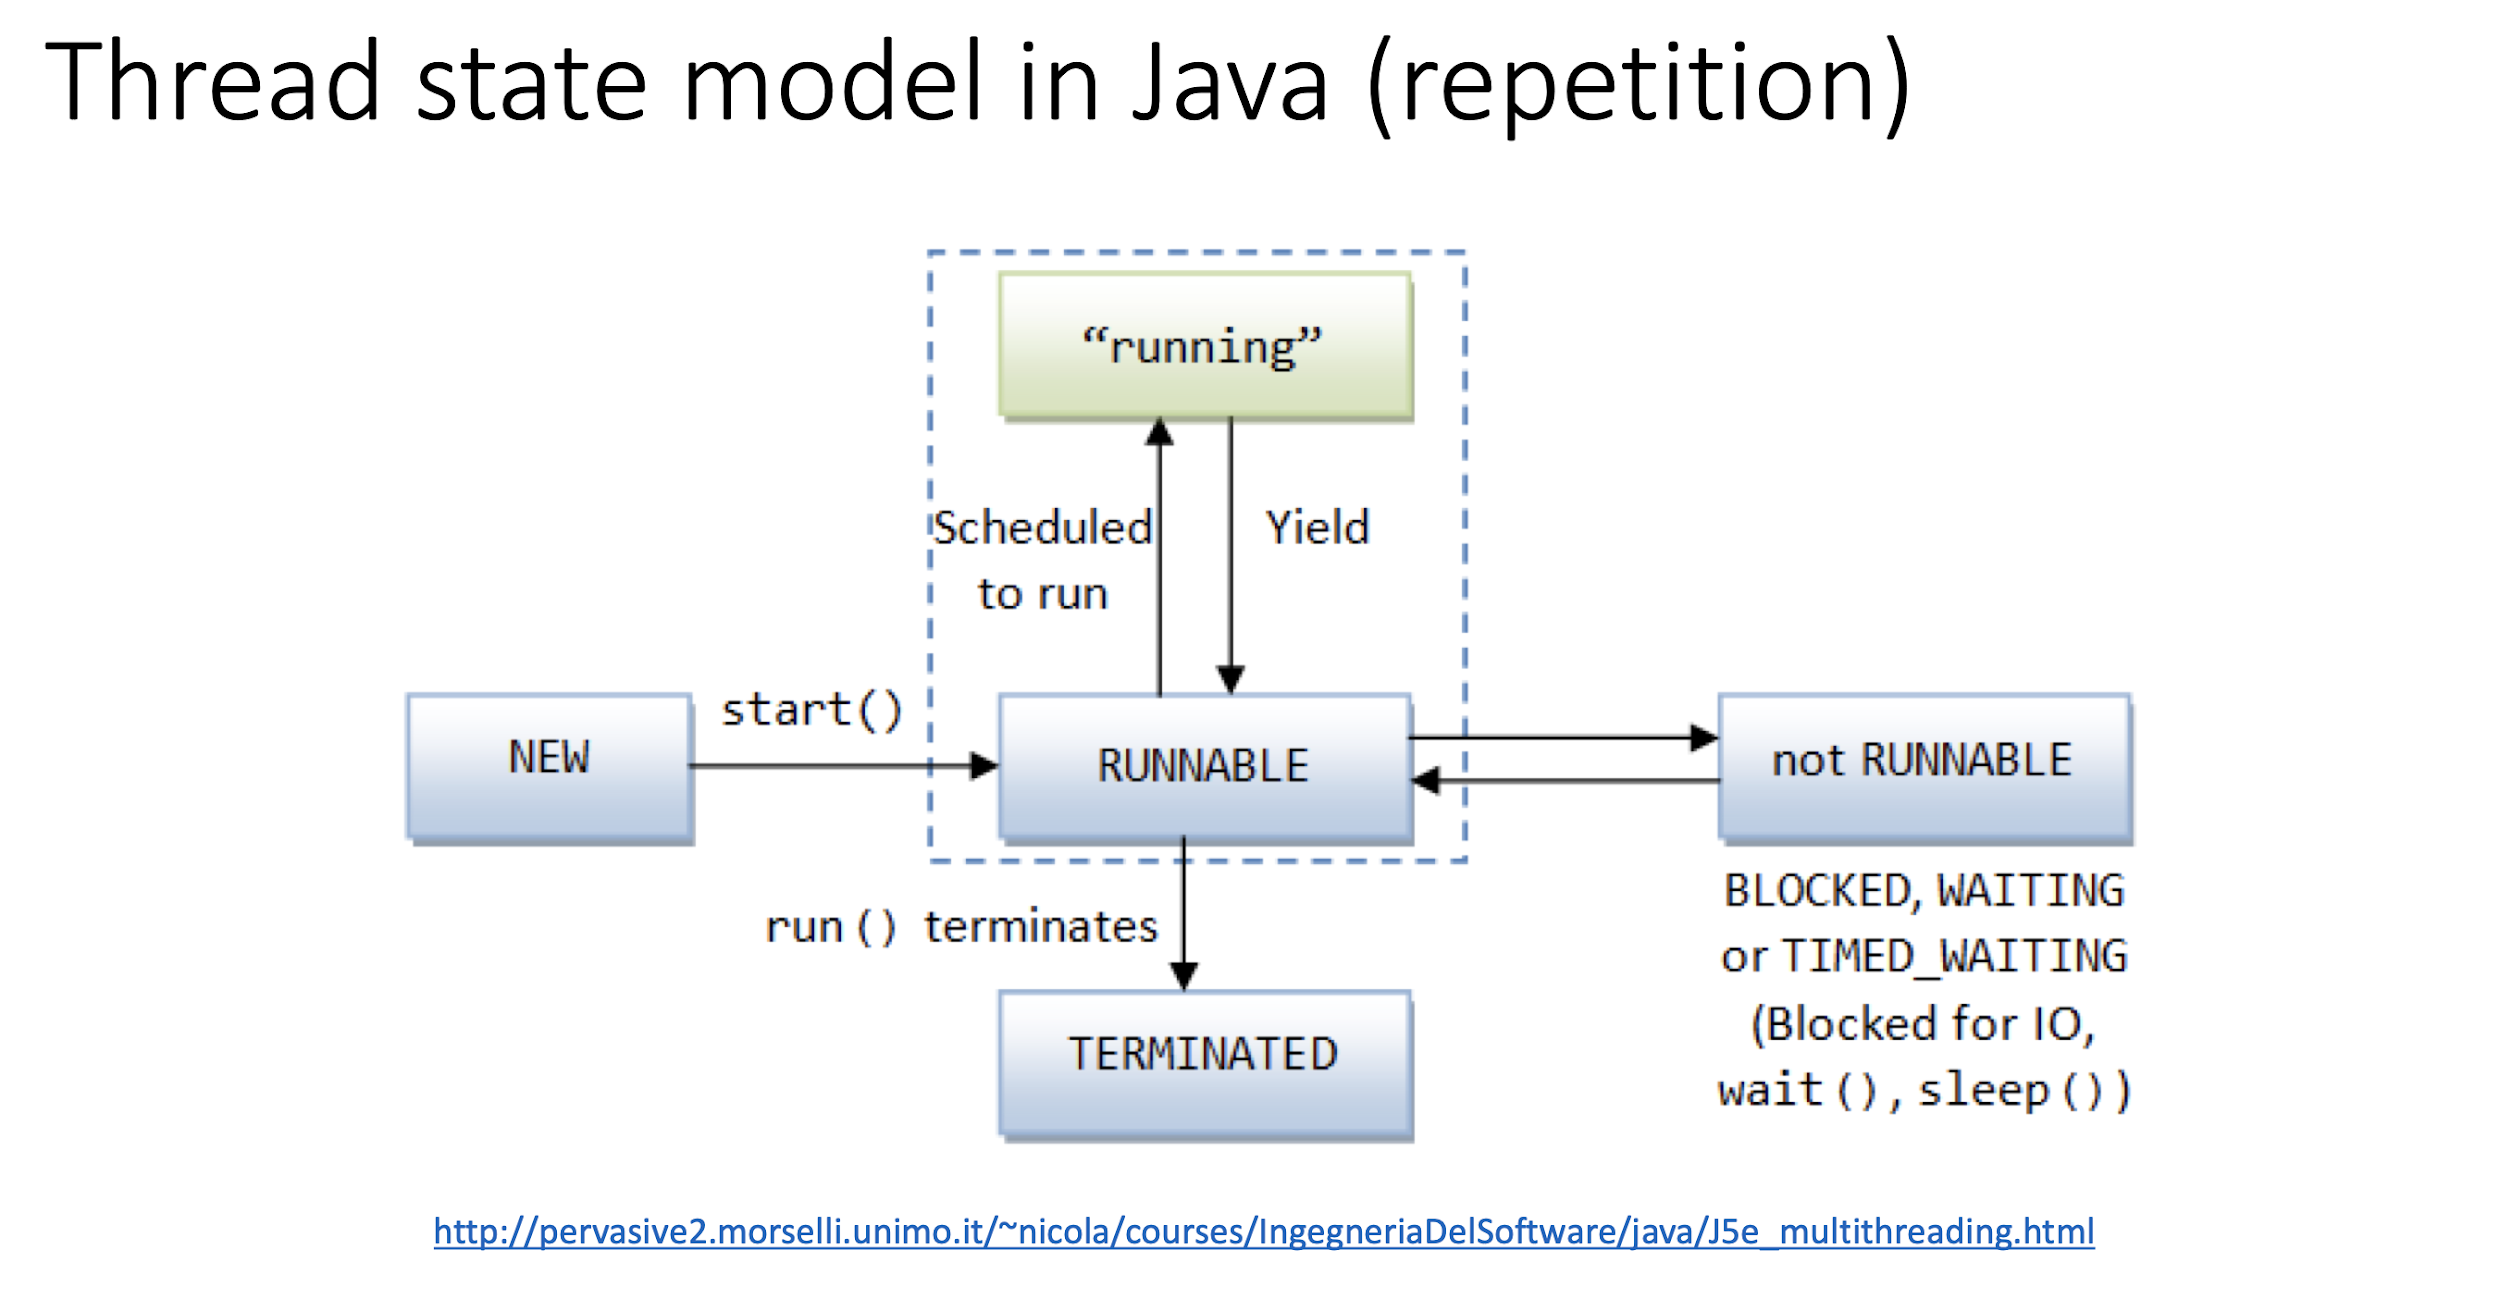 Thread state model in Java (repetition)
“running”
Scheduled
to run
Yield
NEW
start()
RUNNABLE
not RUNNABLE
run() terminates
BLOCKED, WAITING
or TIMED_WAITING
(Blocked for IO,
wait(), sleep())
TERMINATED
http://pervasive2.morselli.unimo.it/~nicola/courses/IngegneriaDelSoftware/java/J5e_multithreading.html